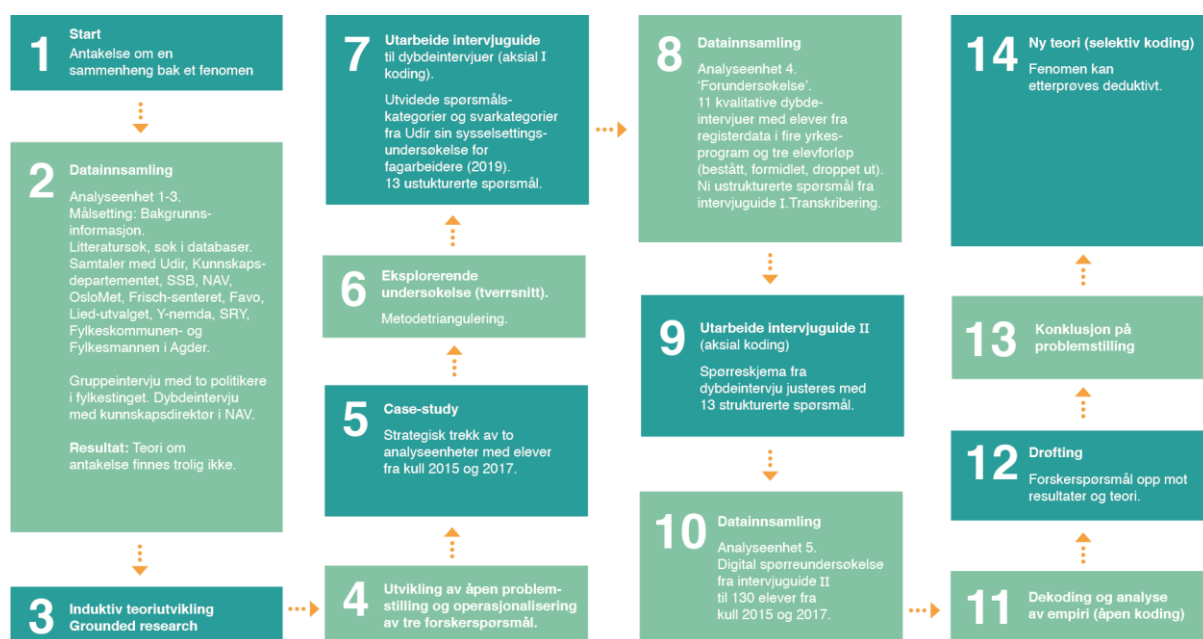 1
Start
Antakelse om en
sammenheng bak et fenomen
2
Datainnsamling
Analyseenhet 1-3.
Målsetting: Bakgrunns-
informasjon.
Litteratursøk, søk i databaser.
Samtaler med Udir, Kunnskaps-
departementet, SSB, NAV,
OsloMet, Frisch-senteret, Favo,
Lied-utvalget, Y-nemda, SRY,
Fylkeskommunen- og
Fylkesmannen i Agder.
Gruppeintervju med to politikere
i fylkestinget. Dybdeintervju
med kunnskapsdirektør i NAV.
Resultat: Teori om
antakelse finnes trolig ikke.
3
Induktiv teoriutvikling
Grounded research
4
Utvikling av åpen problem-
stilling og operasjonalisering
av tre forskerspørsmål.
5
Case-study
Strategisk trekk av to
analyseenheter med elever
fra kull 2015 og 2017.
6
Eksplorerende
undersøkelse (tverrsnitt).
Metodetriangulering.
7
Utarbeide intervjuguide
til dybdeintervjuer (aksial I
koding).
Utvidede spørsmåls-
kategorier og svarkategorier
fra Udir sin sysselsettings-
undersøkelse for
fagarbeidere (2019).
13 ustukturerte spørsmål.
8
Datainnsamling
Analyseenhet 4.
'Forundersøkelse'.
11 kvalitative dybde-
intervjuer med elever fra
registerdata i fire yrkes-
program og tre elevforløp
(bestått, formidlet, droppet ut).
Ni ustrukturerte spørsmål fra
intervjuguide I.Transkribering.
9
Utarbeide intervjuguide II
(aksial koding)
Spørreskjema fra
dybdeintervju justeres med
13 strukturerte spørsmål.
10
Datainnsamling
Analyseenhet 5.
Digital spørreundersøkelse
fra intervjuguide II
til 130 elever fra
kull 2015 og 2017.
11
Dekoding og analyse
av empiri (åpen koding)
12
Drøfting
Forskerspørsmål opp mot
resultater og teori.
13
Konklusjon på
problemstilling
14
Ny teori (selektiv koding)
Fenomen kan
etterprøves deduktivt.